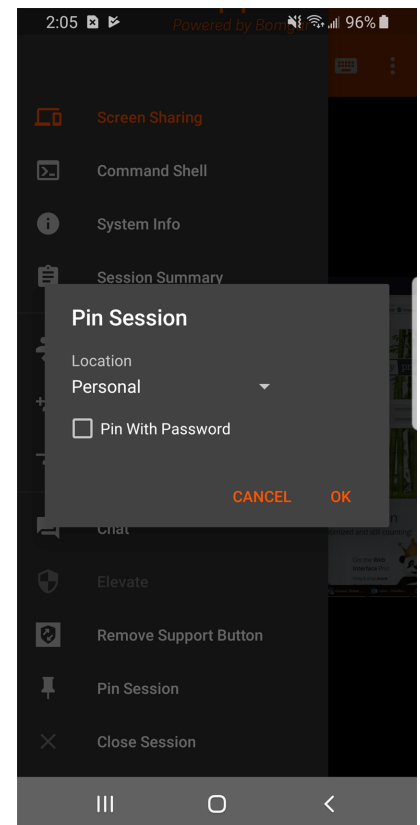 2:05
96%
Powered by Bomgar
Screen Sharing
Command Shell
System Info
Session Summary
Pin Session
Location
Personal
Pin With Password
CANCEL
OK
Chat
Elevate
Remove Support Button
Pin Session
Close Session